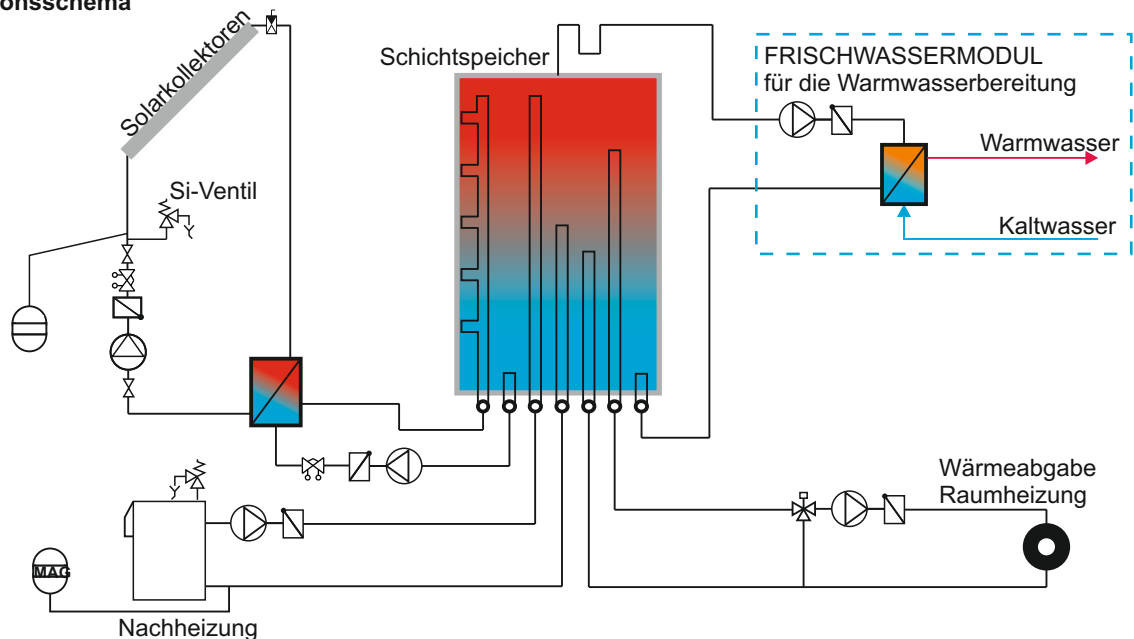 onsschema
Solarkollektoren
Schichtspeicher
FRISCHWASSERMODUL
für die Warmwasserbereitung
Warmwasser
Kaltwasser
Si-Ventil
Wärmeabgabe
Raumheizung
MAG
Nachheizung